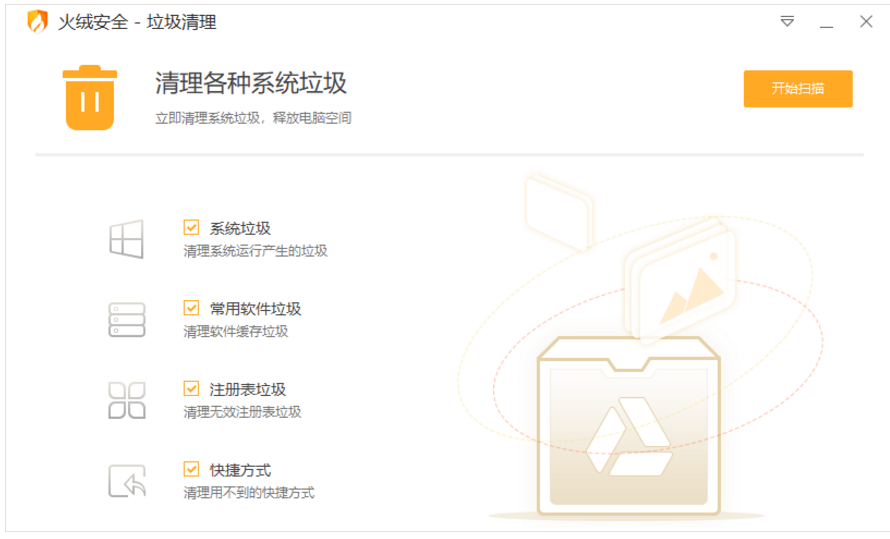 火绒安全 - 垃圾清理
清理各种系统垃圾
立即清理系统垃圾，释放电脑空间
开始扫描
系统垃圾
清理系统运行产生的垃圾
常用软件垃圾
清理软件缓存垃圾
注册表垃圾
清理无效注册表垃圾
快捷方式
清理用不到的快捷方式